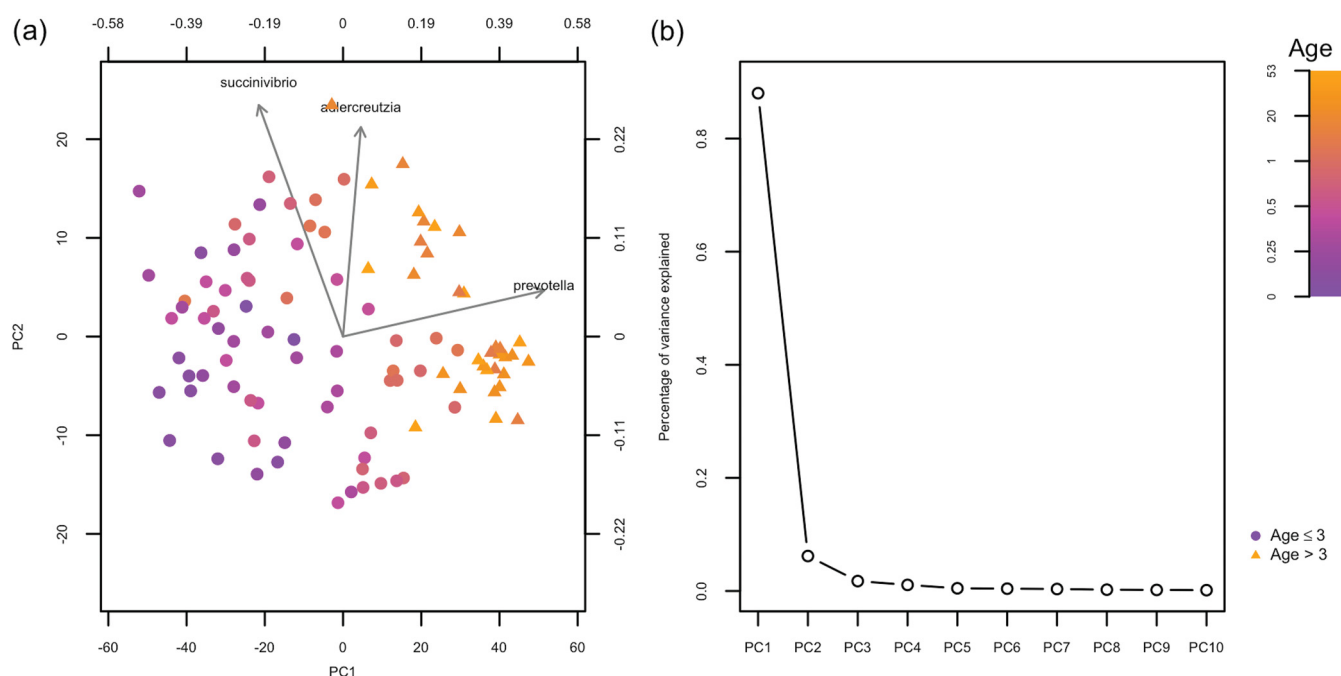 (a)
-0.58 -0.39 -0.19 0 0.19 0.39 0.58
succinivibrio
adlercreutzia
prevotella
20
10
0
-10
-20
PC2
0.22
0.11
0
-0.11
-0.22
-60 -40 -20 0 20 40 60
PC1
(b)
Percentage of variance explained
0.8
0.6
0.4
0.2
0.0
PC1 PC2 PC3 PC4 PC5 PC6 PC7 PC8 PC9 PC10
Age
53
20
1
0.5
0.25
0
Age ≤ 3
Age > 3